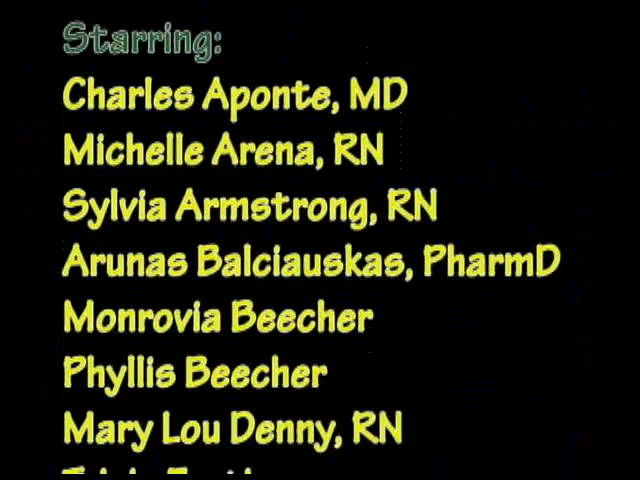 Starring:
Charles Aponte, MD
Michelle Arena, RN
Sylvia Armstrong, RN
Arunas Balciauskas, PharmD
Monrovia Beecher
Phyllis Beecher
Mary Lou Denny, RN